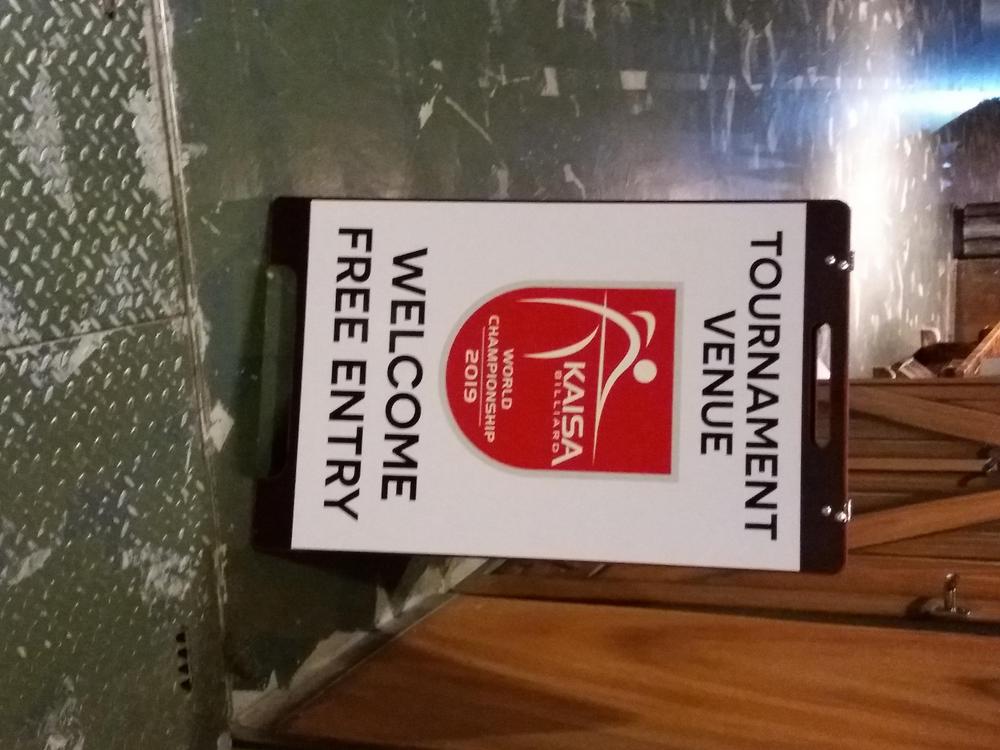 TOURNAMENT
VENUE
KAISA
BILLIARD
WORLD
CHAMPIONSHIP
2019
WELCOME
FREE ENTRY